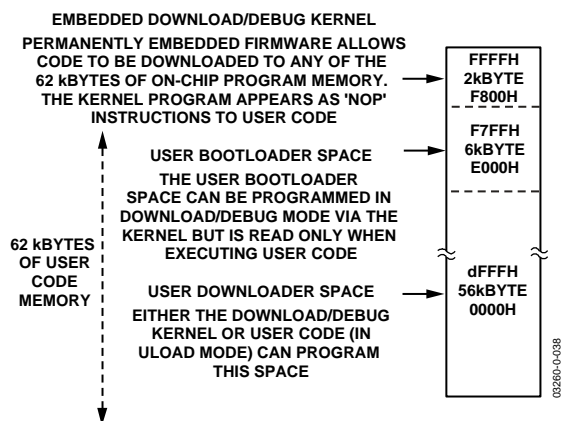 EMBEDDED DOWNLOAD/DEBUG KERNEL
PERMANENTLY EMBEDDED FIRMWARE ALLOWS
CODE TO BE DOWNLOADED TO ANY OF THE
62 kBYTES OF ON-CHIP PROGRAM MEMORY.
THE KERNEL PROGRAM APPEARS AS 'NOP'
INSTRUCTIONS TO USER CODE
FFFFH
2kBYTE
F800H
USER BOOTLOADER SPACE
THE USER BOOTLOADER
SPACE CAN BE PROGRAMMED IN
DOWNLOAD/DEBUG MODE VIA THE
KERNEL BUT IS READ ONLY WHEN
EXECUTING USER CODE
F7FFH
6kBYTE
E000H
62 kBYTES
OF USER
CODE
MEMORY
USER DOWNLOADER SPACE
EITHER THE DOWNLOAD/DEBUG
KERNEL OR USER CODE (IN
ULOAD MODE) CAN PROGRAM
THIS SPACE
dFFFH
56kBYTE
0000H
03260-0-038